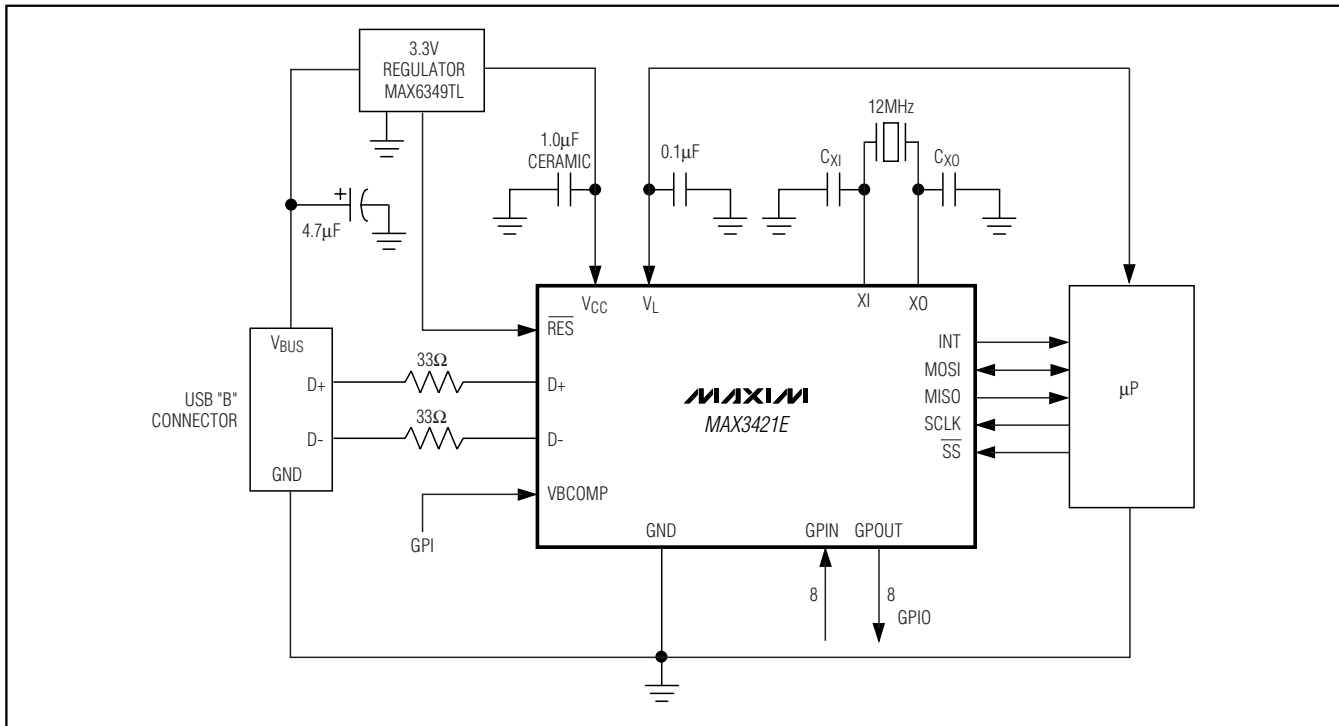 3.3V
REGULATOR
MAX6349TL
12MHz
1.0µF
CERAMIC
0.1µF
CXI
CXO
+
4.7µF
VCC
VL
XI
XO
RES
VBUS
INT
33Ω
D+
D+
MOSI
MAXIM
MAX3421E
µP
USB "B"
CONNECTOR
MISO
33Ω
SCLK
D-
D-
SS
GND
VBCOMP
GND
GPIN
GPOUT
GPI
8
8
GPIO